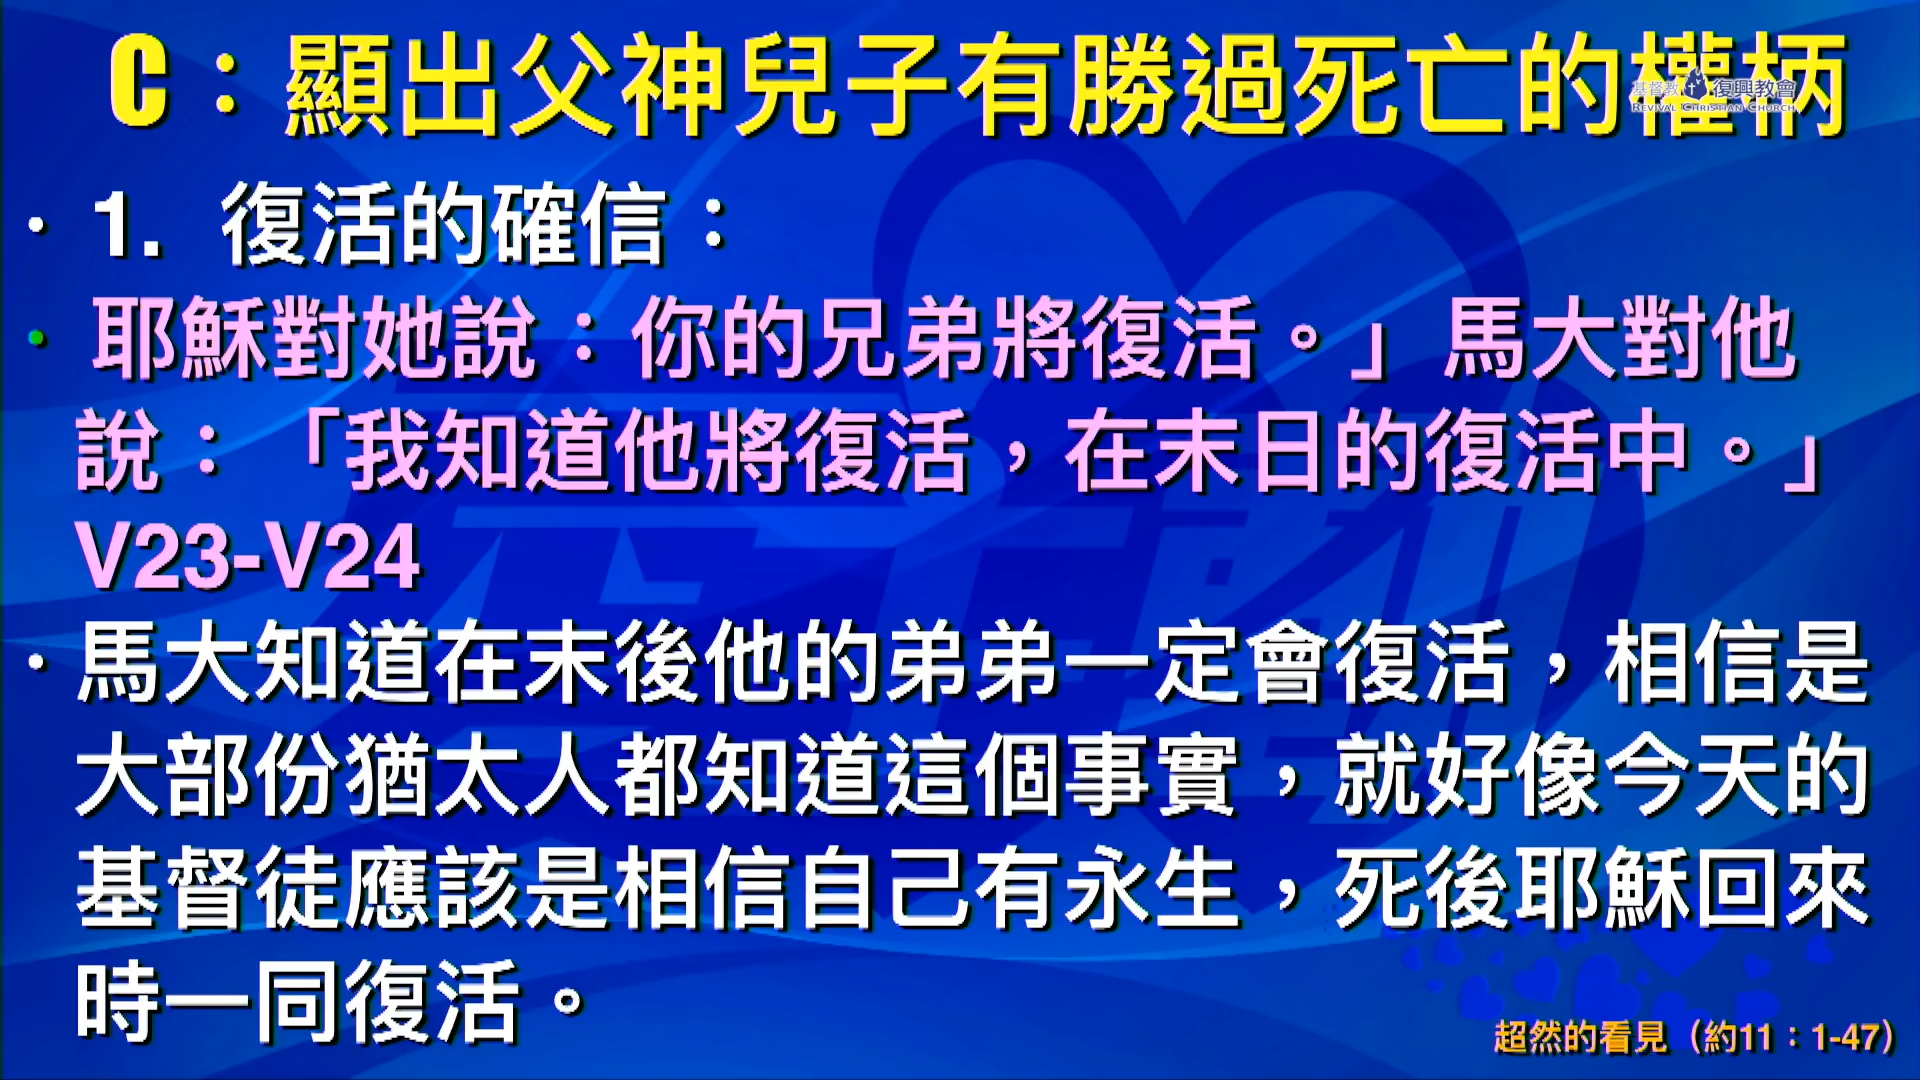 C：顯出父神兒子有勝過死亡的權柄
基督教 復興教會
REVIVAL CHRISTIAN CHURCH
• 1. 復活的確信：
• 耶穌對她說：你的兄弟將復活。」馬大對他
說：「我知道他將復活，在末日的復活中。」
V23-V24
•馬大知道在末後他的弟弟一定會復活，相信是
大部份猶太人都知道這個事實，就好像今天的
基督徒應該是相信自己有永生，死後耶穌回來
時一同復活。
超然的看見（約11：1-47）